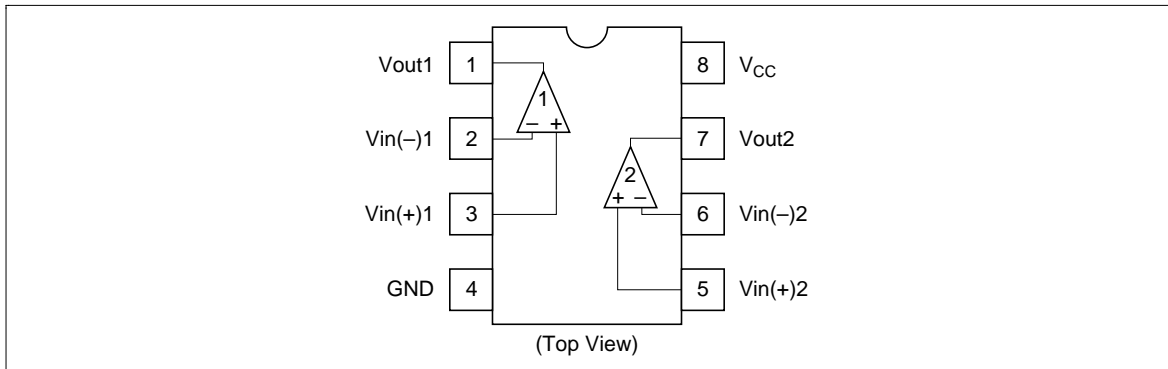 Vout1 1
8 VCC
1
– +
Vin(–)1 2
7 Vout2
2
+ –
Vin(+)1 3
6 Vin(–)2
GND 4
5 Vin(+)2
(Top View)